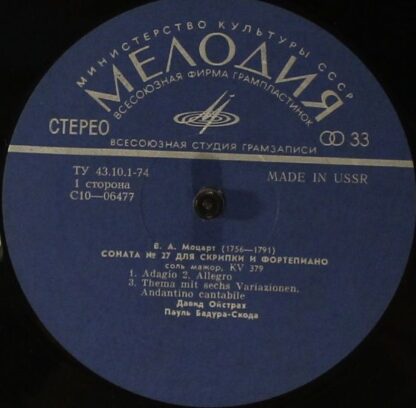 МИНИСТЕРСТВО КУЛЬТУРЫ СССР
МЕЛОДИЯ
ВСЕСОЮЗНАЯ ФИРМА ГРАМПЛАСТИНОК
СТЕРЕО
33
ВСЕСОЮЗНАЯ СТУДИЯ ГРАМЗАПИСИ
ТУ 43.10.1-74
MADE IN USSR
1 сторона
С10—06477
В. А. Моцарт (1756—1791)
СОНАТА № 27 ДЛЯ СКРИПКИ И ФОРТЕПИАНО
соль мажор, KV 379
1. Adagio 2. Allegro
3. Thema mit sechs Variazionen,
Andantino cantabile
Давид Ойстрах
Пауль Бадура-Скода